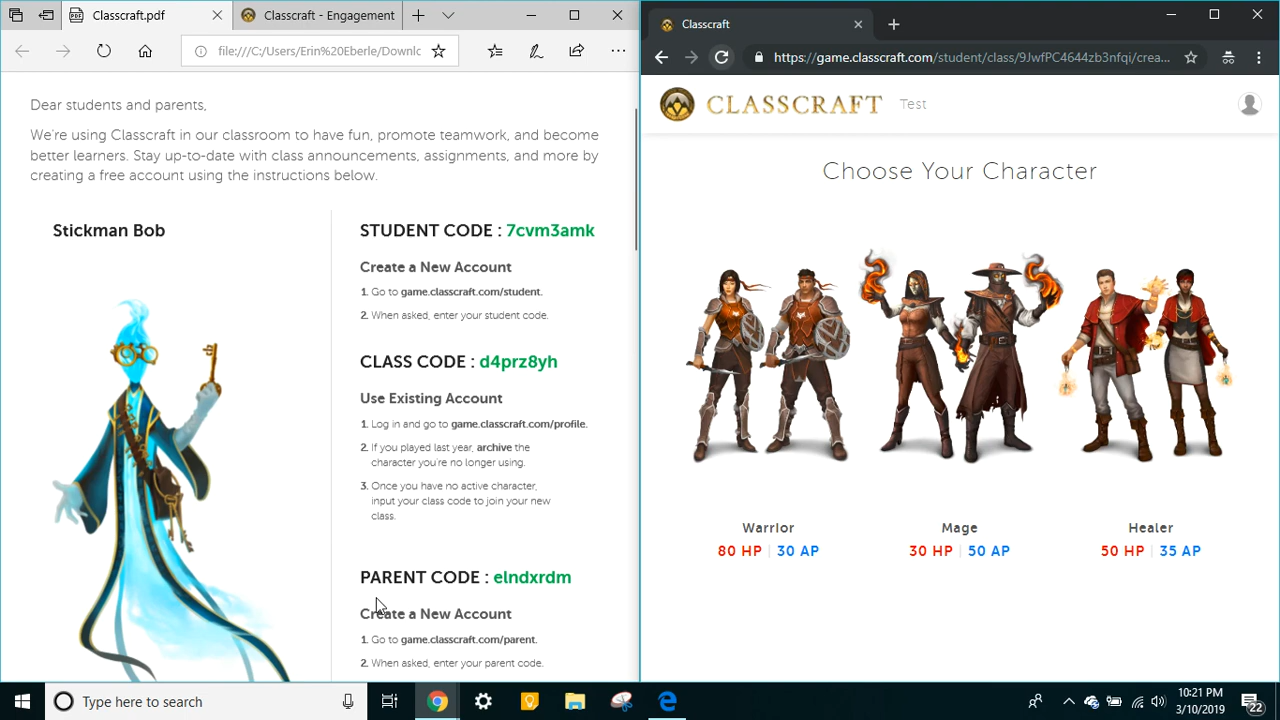 Classcraft.pdf
Classcraft - Engagement
file:///C:/Users/Erin%20Eberle/Downlc
Dear students and parents,
We're using Classcraft in our classroom to have fun, promote teamwork, and become
better learners. Stay up-to-date with class announcements, assignments, and more by
creating a free account using the instructions below.
Stickman Bob
STUDENT CODE : 7cvm3amk
Create a New Account
1. Go to game.classcraft.com/student.
2. When asked, enter your student code.
CLASS CODE : d4prz8yh
Use Existing Account
1. Log in and go to game.classcraft.com/profile.
2. If you played last year, archive the
character you're no longer using.
3. Once you have no active character,
input your class code to join your new
class.
PARENT CODE : elndxrdm
Create a New Account
1. Go to game.classcraft.com/parent.
2. When asked, enter your parent code.
Classcraft
https://game.classcraft.com/student/class/9JwfPC4644zb3nfqi/crea...
CLASSCRAFT Test
Choose Your Character
Warrior
80 HP | 30 AP
Mage
30 HP | 50 AP
Healer
50 HP | 35 AP
Type here to search
10:21 PM
3/10/2019
22